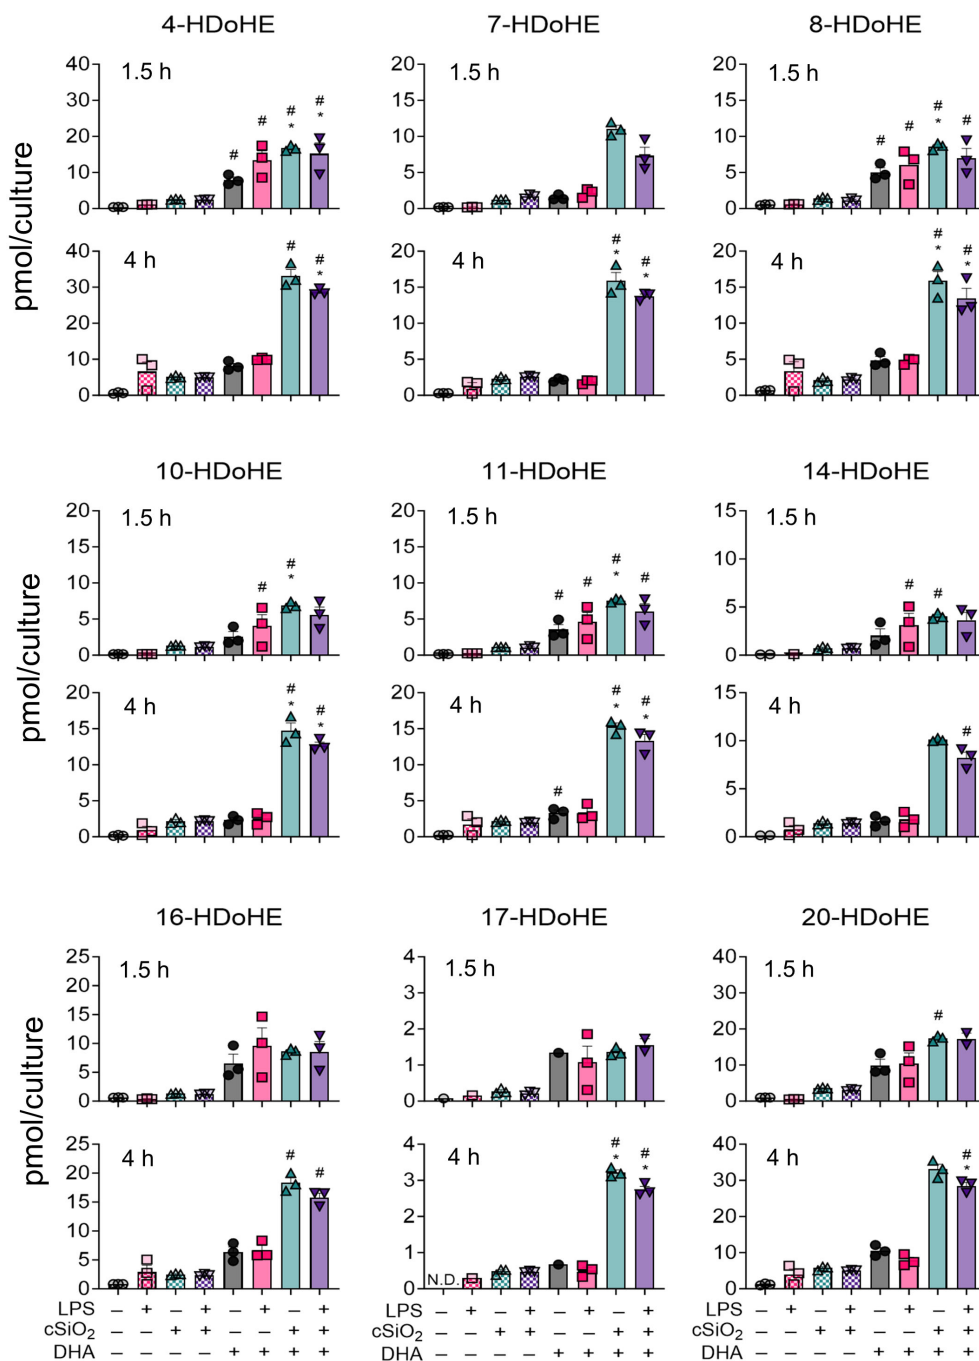 4-HDoHE
7-HDoHE
8-HDoHE
pmol/culture
40
30
20
10
0
1.5 h
# # # * # *
20
15
10
5
0
1.5 h
20
15
10
5
0
1.5 h
# # # * #
40
30
20
10
0
4 h
# # *
20
15
10
5
0
4 h
# * # *
20
15
10
5
0
4 h
# * # *
10-HDoHE
11-HDoHE
14-HDoHE
pmol/culture
20
15
10
5
0
1.5 h
# # *
20
15
10
5
0
1.5 h
# # # * #
15
10
5
0
1.5 h
# #
20
15
10
5
0
4 h
# * # *
20
15
10
5
0
4 h
# # * # *
15
10
5
0
4 h
#
16-HDoHE
17-HDoHE
20-HDoHE
pmol/culture
25
20
15
10
5
0
1.5 h
4
3
2
1
0
1.5 h
40
30
20
10
0
1.5 h
#
25
20
15
10
5
0
4 h
# #
4
3
2
1
0
4 h
N.D.
# * # *
40
30
20
10
0
4 h
# *
LPS – + – + – + – +
cSiO₂ – – + + – – + +
DHA – – – – + + + +
LPS – + – + – + – +
cSiO₂ – – + + – – + +
DHA – – – – + + + +
LPS – + – + – + – +
cSiO₂ – – + + – – + +
DHA – – – – + + + +